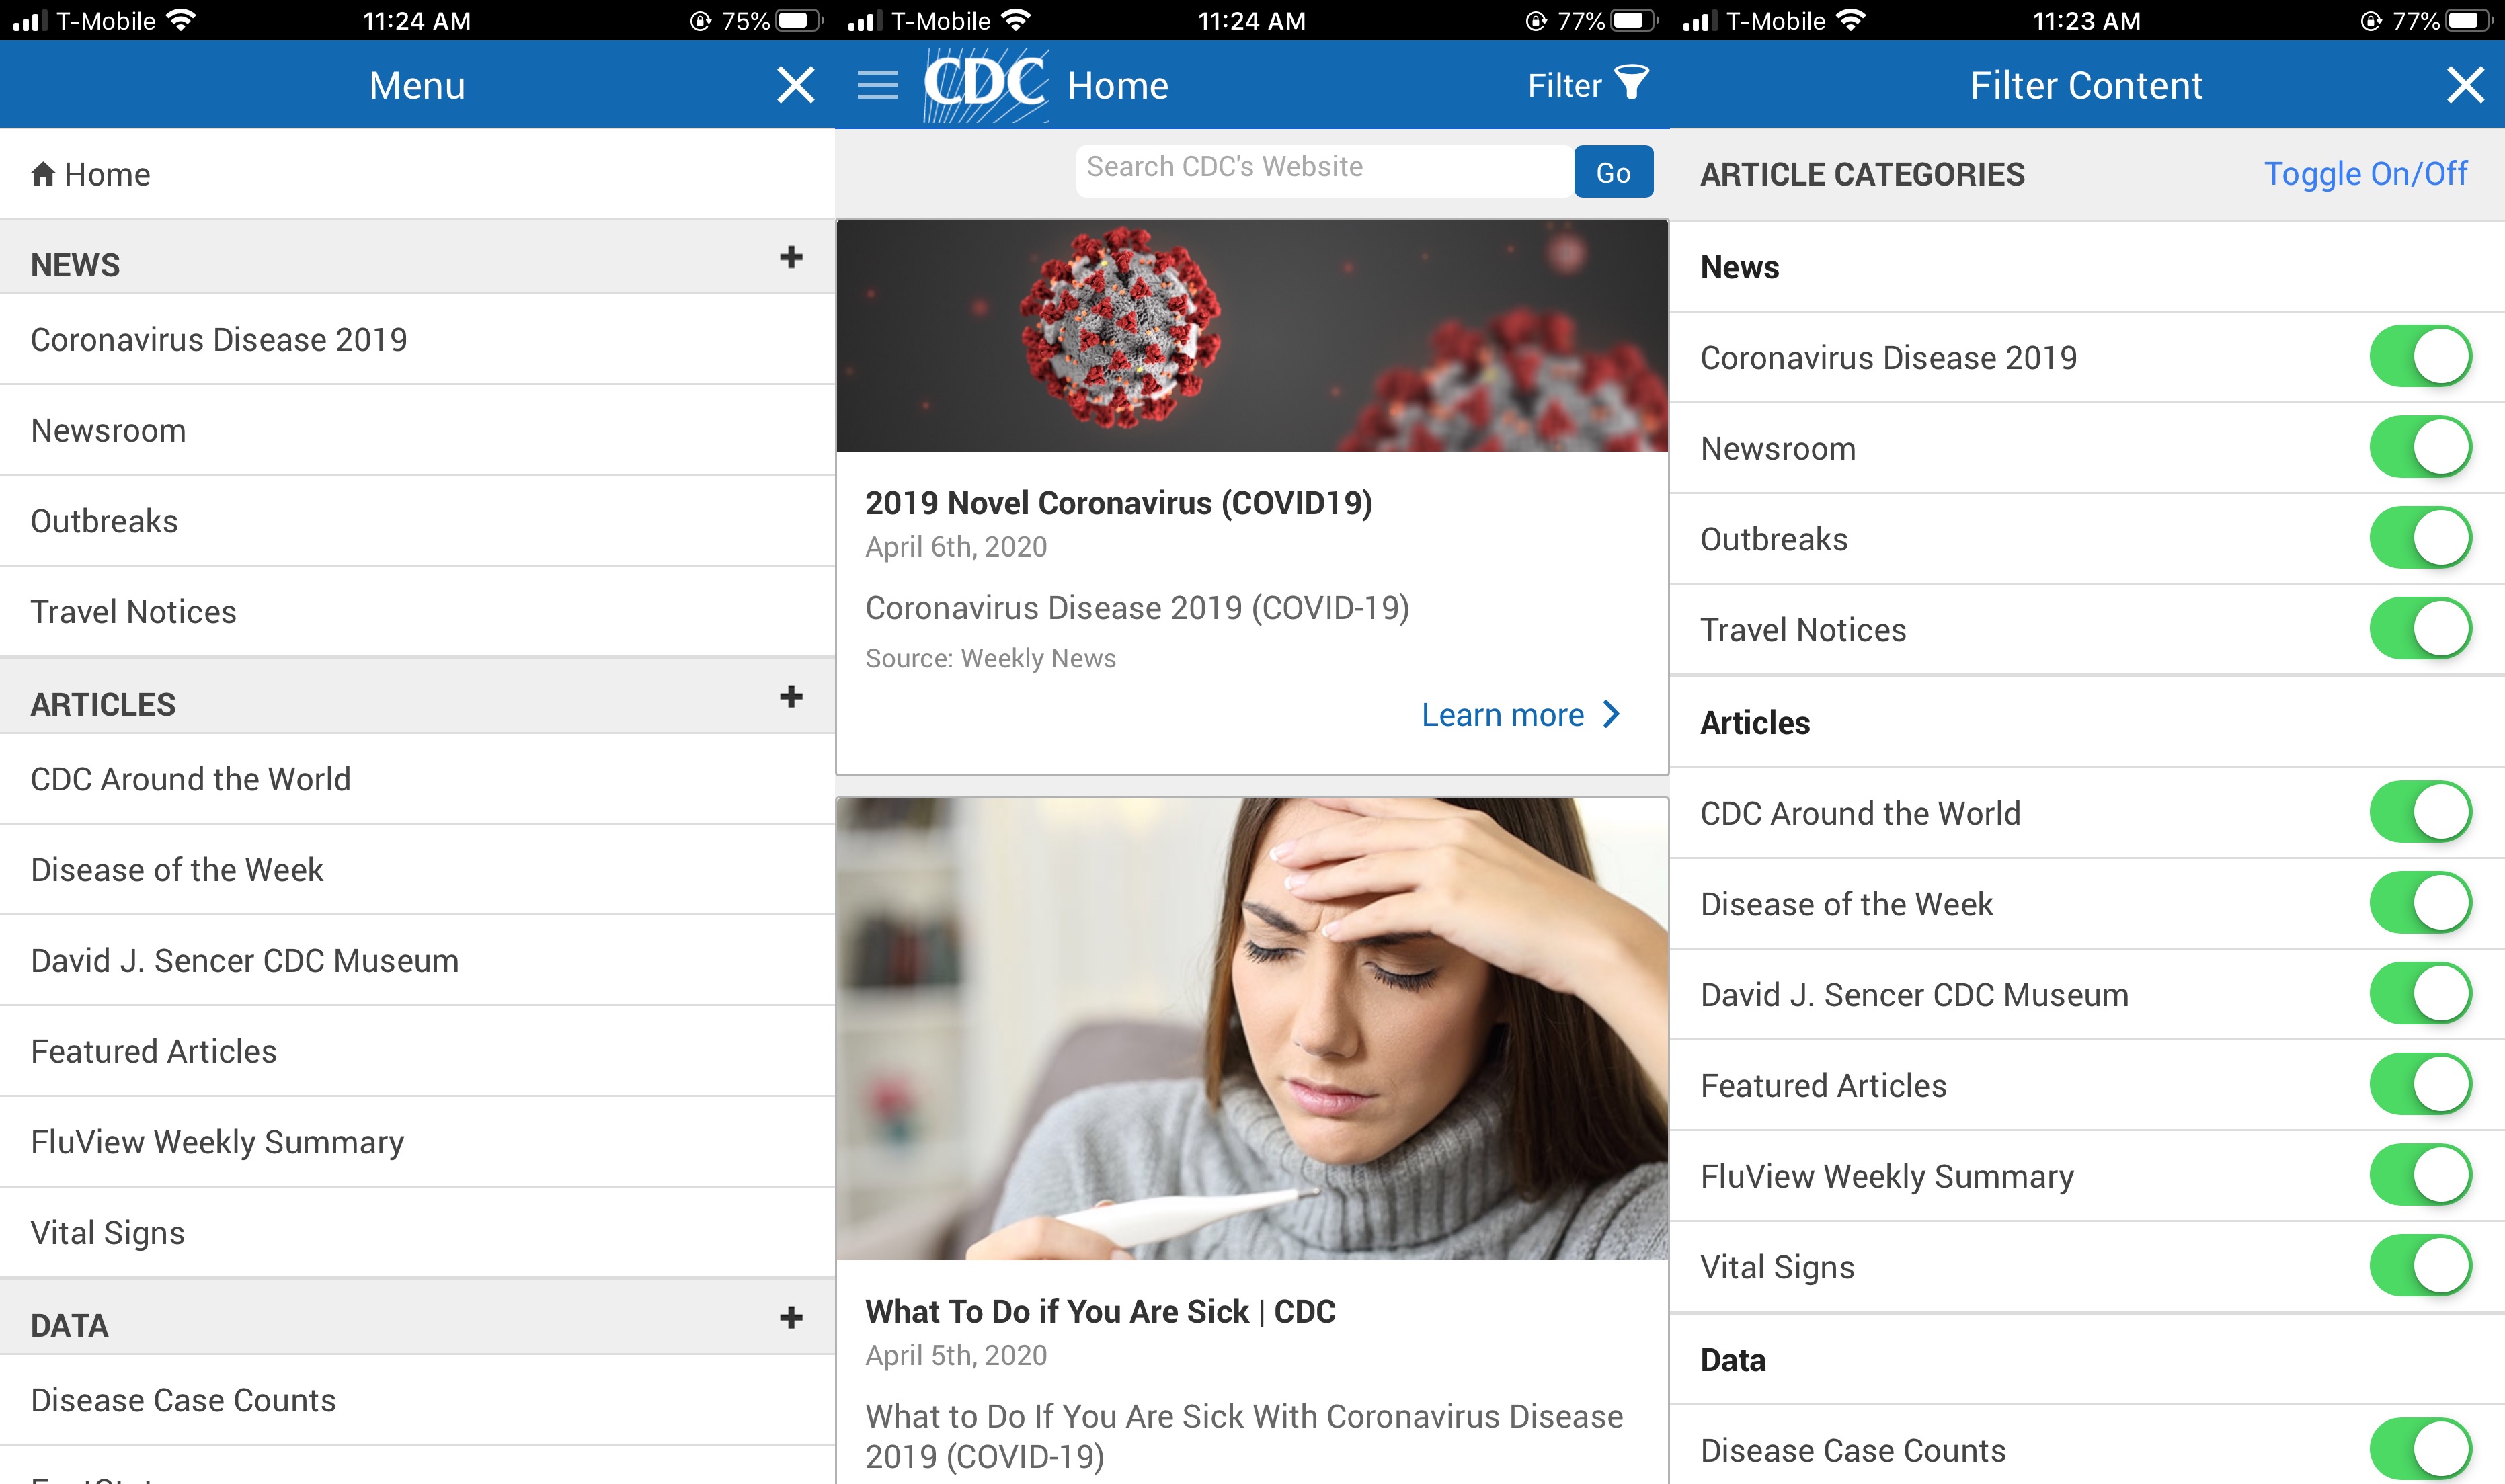 T-Mobile 11:24 AM 75%
Menu
Home
NEWS
Coronavirus Disease 2019
Newsroom
Outbreaks
Travel Notices
ARTICLES
CDC Around the World
Disease of the Week
David J. Sencer CDC Museum
Featured Articles
FluView Weekly Summary
Vital Signs
DATA
Disease Case Counts
T-Mobile 11:24 AM 77%
CDC Home Filter
Search CDC's Website Go
2019 Novel Coronavirus (COVID19)
April 6th, 2020
Coronavirus Disease 2019 (COVID-19)
Source: Weekly News
Learn more
What To Do if You Are Sick | CDC
April 5th, 2020
What to Do If You Are Sick With Coronavirus Disease
2019 (COVID-19)
T-Mobile 11:23 AM 77%
Filter Content
ARTICLE CATEGORIES Toggle On/Off
News
Coronavirus Disease 2019
Newsroom
Outbreaks
Travel Notices
Articles
CDC Around the World
Disease of the Week
David J. Sencer CDC Museum
Featured Articles
FluView Weekly Summary
Vital Signs
Data
Disease Case Counts